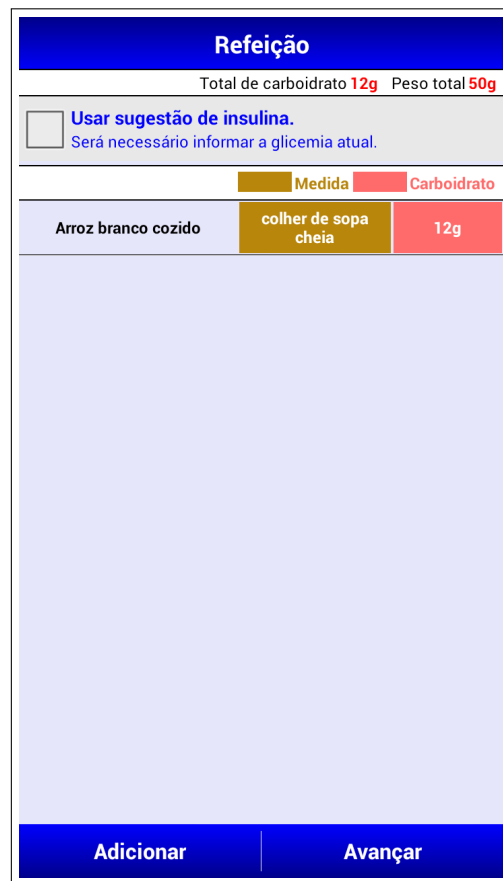 Refeição
Total de carboidrato 12g Peso total 50g
Usar sugestão de insulina.
Será necessário informar a glicemia atual.
Medida Carboidrato
Arroz branco cozido colher de sopa cheia 12g
Adicionar Avançar